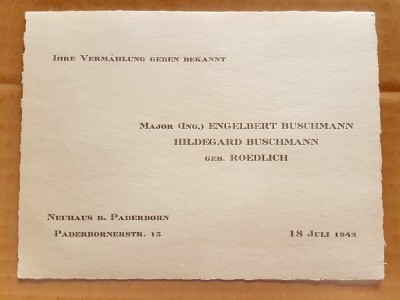 Ihre Vermählung geben bekannt
Major (Ing.) ENGELBERT BUSCHMANN
HILDEGARD BUSCHMANN
geb. ROEDLICH
Neuhaus b. Paderborn
Paderbornerstr. 15
18 Juli 1942